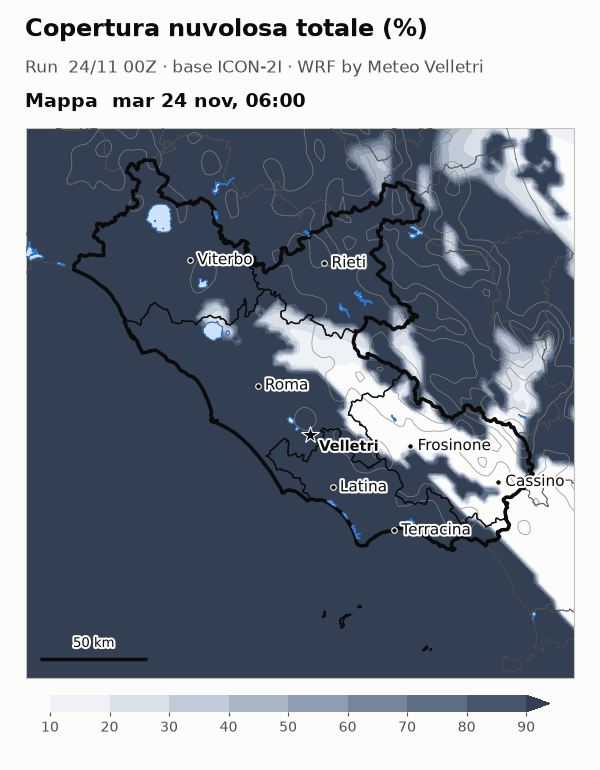 Copertura nuvolosa totale (%)
Run 24/11 00Z · base ICON-2I · WRF by Meteo Velletri
Mappa mar 24 nov, 06:00
Viterbo
Rieti
Roma
Velletri
Frosinone
Cassino
Latina
Terracina
50 km
10 20 30 40 50 60 70 80 90